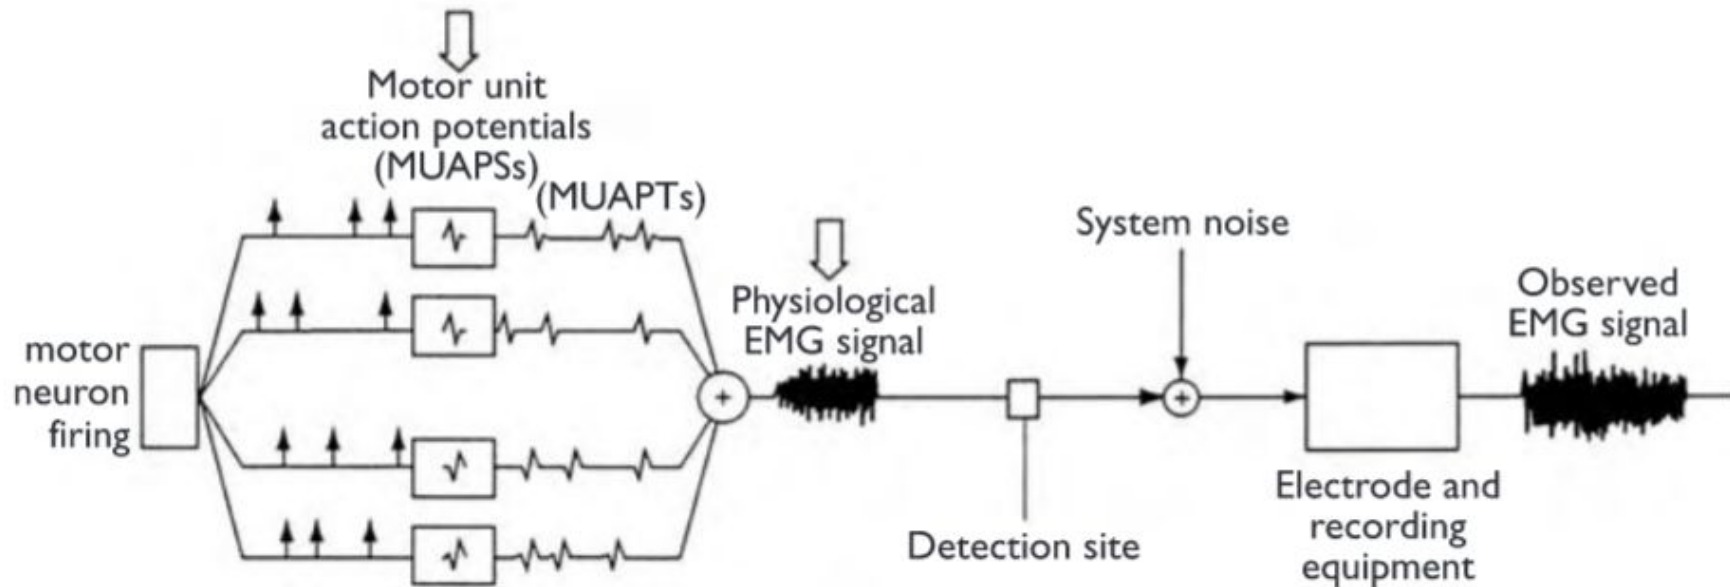 Motor unit
action potentials
(MUAPSs)
(MUAPTs)
motor
neuron
firing
+
Physiological
EMG signal
Detection site
System noise
+
Electrode and
recording
equipment
Observed
EMG signal